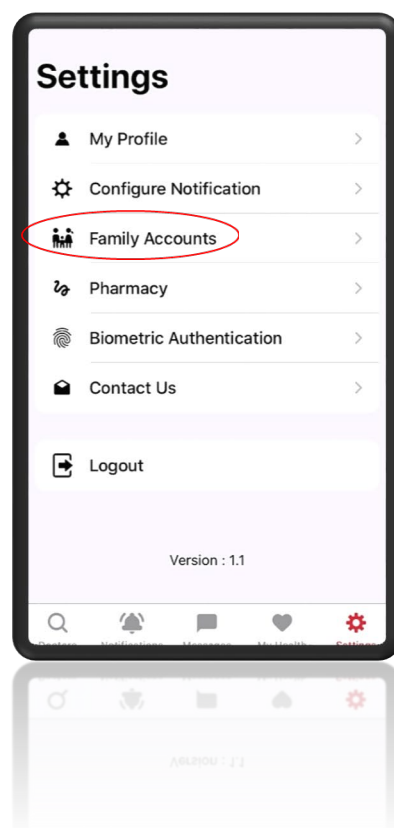 Settings
My Profile
Configure Notification
Family Accounts
Pharmacy
Biometric Authentication
Contact Us
Logout
Version : 1.1
Settings